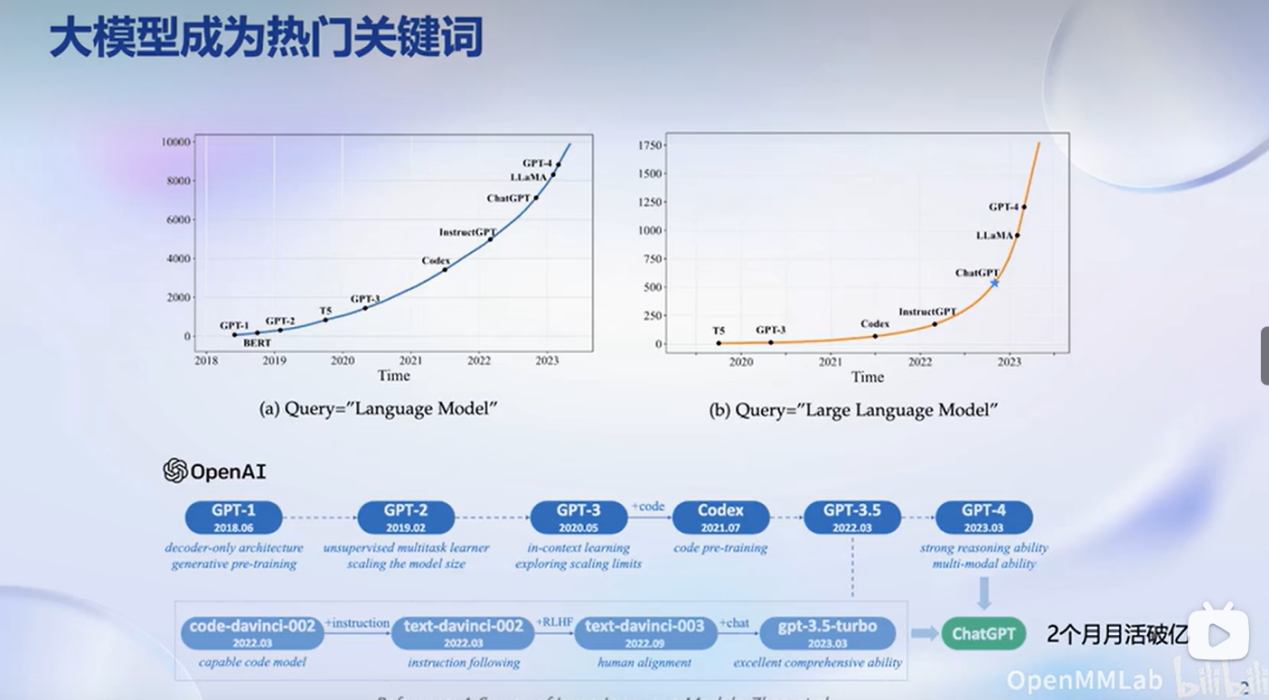 大模型成为热门关键词
10000
8000
6000
4000
2000
0
GPT-4
LLaMA
ChatGPT
InstructGPT
Codex
GPT-3
T5
GPT-2
GPT-1
BERT
2018 2019 2020 2021 2022 2023
Time
(a) Query="Language Model"
1750
1500
1250
1000
750
500
250
0
GPT-4
LLaMA
ChatGPT
InstructGPT
Codex
T5 GPT-3
2020 2021 2022 2023
Time
(b) Query="Large Language Model"
OpenAI
GPT-1 GPT-2 GPT-3 +code Codex GPT-3.5 GPT-4
2018.06 2019.02 2020.05 2021.07 2022.03 2023.03
decoder-only architecture unsupervised multitask learner in-context learning code pre-training strong reasoning ability
generative pre-training scaling the model size exploring scaling limits multi-modal ability
code-davinci-002 +instruction text-davinci-002 +RLHF text-davinci-003 +chat gpt-3.5-turbo ChatGPT 2个月月活破亿
2022.03 2022.03 2022.09 2023.03
capable code model instruction following human alignment excellent comprehensive ability
OpenMMLab bilibili